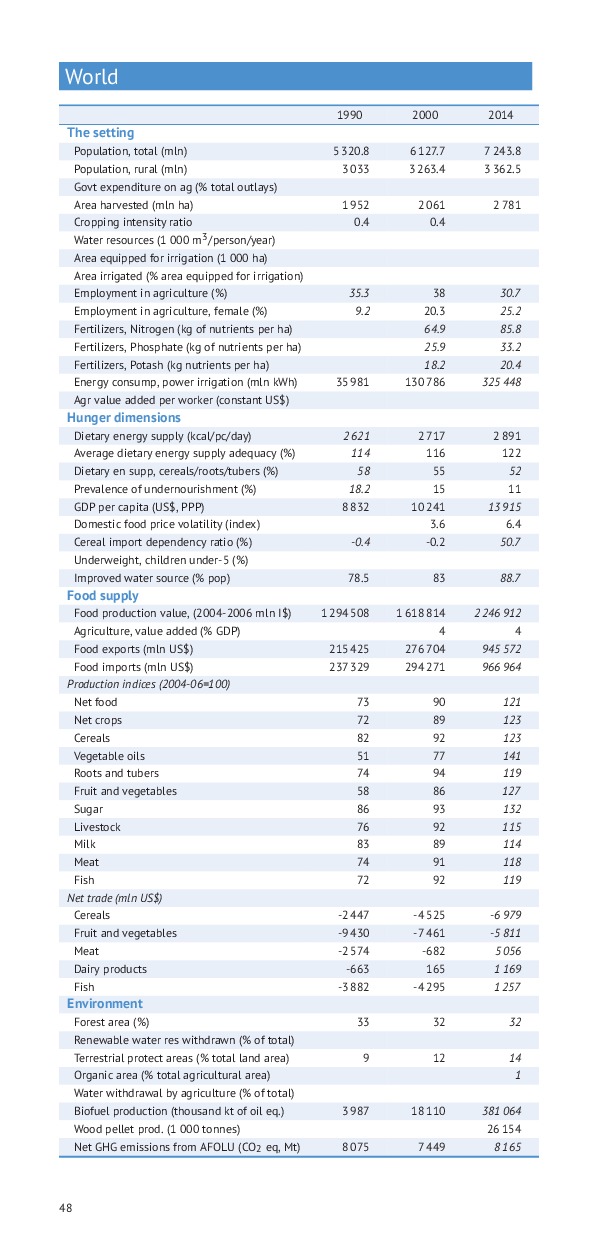 World
1990 2000 2014
The setting
Population, total (mln) 5 320.8 6 127.7 7 243.8
Population, rural (mln) 3 033 3 263.4 3 362.5
Govt expenditure on ag (% total outlays)
Area harvested (mln ha) 1 952 2 061 2 781
Cropping intensity ratio 0.4 0.4
Water resources (1 000 m³/person/year)
Area equipped for irrigation (1 000 ha)
Area irrigated (% area equipped for irrigation)
Employment in agriculture (%) 35.3 38 30.7
Employment in agriculture, female (%) 9.2 20.3 25.2
Fertilizers, Nitrogen (kg of nutrients per ha) 64.9 85.8
Fertilizers, Phosphate (kg of nutrients per ha) 25.9 33.2
Fertilizers, Potash (kg nutrients per ha) 18.2 20.4
Energy consump, power irrigation (mln kWh) 35 981 130 786 325 448
Agr value added per worker (constant US$)
Hunger dimensions
Dietary energy supply (kcal/pc/day) 2 621 2 717 2 891
Average dietary energy supply adequacy (%) 114 116 122
Dietary en supp, cereals/roots/tubers (%) 58 55 52
Prevalence of undernourishment (%) 18.2 15 11
GDP per capita (US$, PPP) 8 832 10 241 13 915
Domestic food price volatility (index) 3.6 6.4
Cereal import dependency ratio (%) -0.4 -0.2 50.7
Underweight, children under-5 (%)
Improved water source (% pop) 78.5 83 88.7
Food supply
Food production value, (2004-2006 mln I$) 1 294 508 1 618 814 2 246 912
Agriculture, value added (% GDP) 4 4
Food exports (mln US$) 215 425 276 704 945 572
Food imports (mln US$) 237 329 294 271 966 964
Production indices (2004-06=100)
Net food 73 90 121
Net crops 72 89 123
Cereals 82 92 123
Vegetable oils 51 77 141
Roots and tubers 74 94 119
Fruit and vegetables 58 86 127
Sugar 86 93 132
Livestock 76 92 115
Milk 83 89 114
Meat 74 91 118
Fish 72 92 119
Net trade (mln US$)
Cereals -2 447 -4 525 -6 979
Fruit and vegetables -9 430 -7 461 -5 811
Meat -2 574 -682 5 056
Dairy products -663 165 1 169
Fish -3 882 -4 295 1 257
Environment
Forest area (%) 33 32 32
Renewable water res withdrawn (% of total)
Terrestrial protect areas (% total land area) 9 12 14
Organic area (% total agricultural area) 1
Water withdrawal by agriculture (% of total)
Biofuel production (thousand kt of oil eq.) 3 987 18 110 381 064
Wood pellet prod. (1 000 tonnes) 26 154
Net GHG emissions from AFOLU (CO₂ eq, Mt) 8 075 7 449 8 165
48